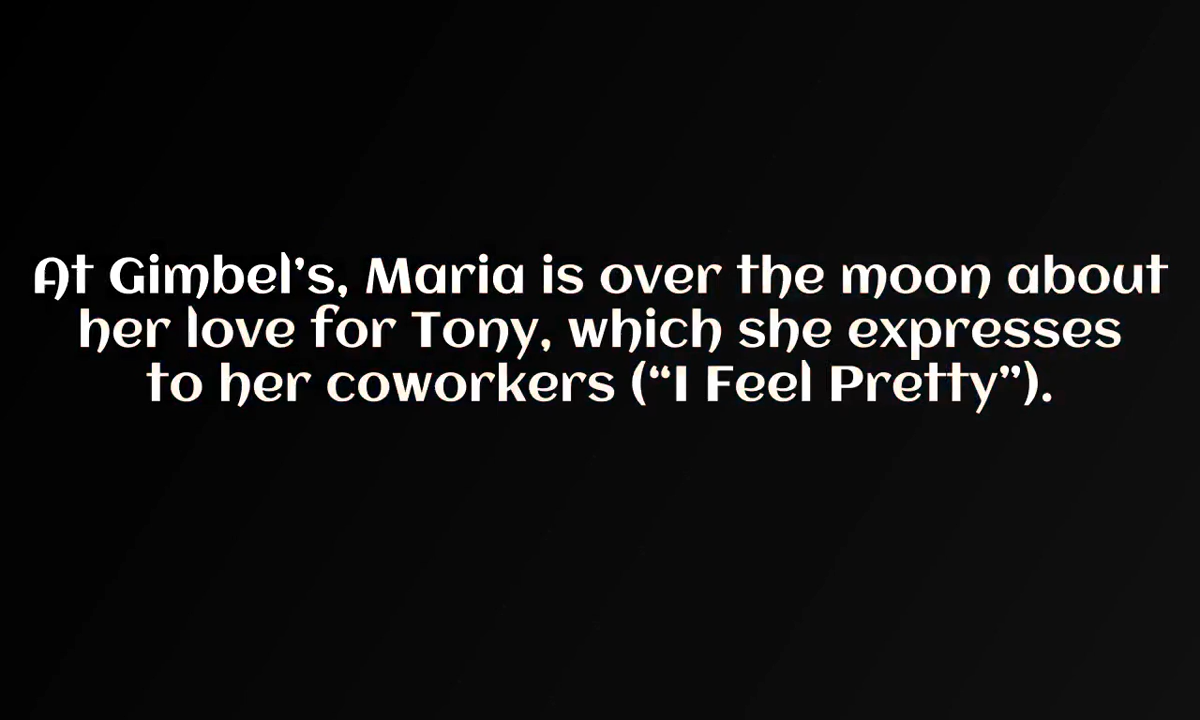 At Gimbel’s, Maria is over the moon about
her love for Tony, which she expresses
to her coworkers (“I Feel Pretty”).